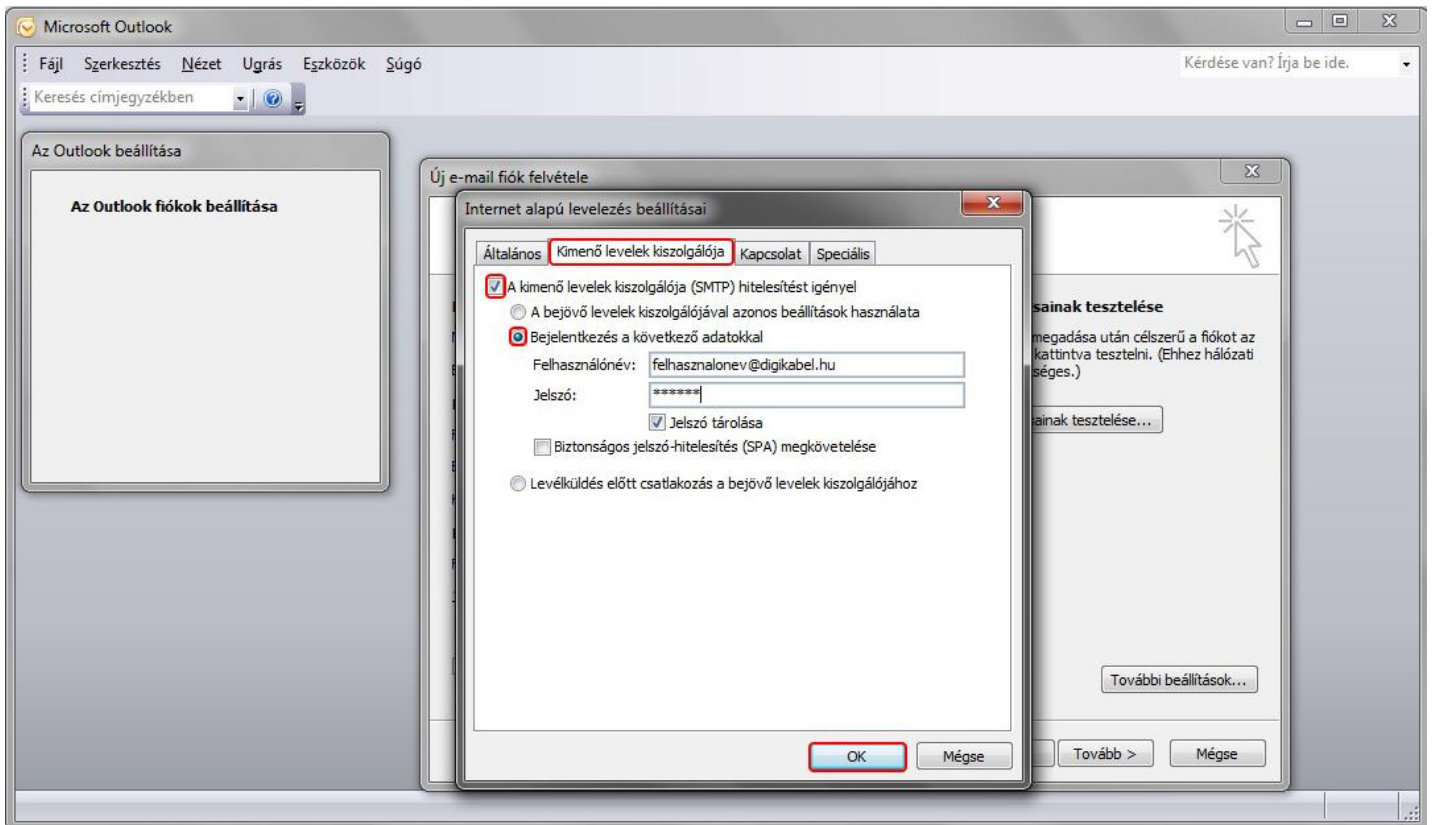 Microsoft Outlook
Fájl Szerkesztés Nézet Ugrás Eszközök Súgó
Kérdése van? Írja be ide.
Keresés címjegyzékben
Az Outlook beállítása
Az Outlook fiókok beállítása
Új e-mail fiók felvétele
Internet alapú levelezés beállításai
Általános Kimenő levelek kiszolgálója Kapcsolat Speciális
A kimenő levelek kiszolgálója (SMTP) hitelesítést igényel
A bejövő levelek kiszolgálójával azonos beállítások használata
Bejelentkezés a következő adatokkal
Felhasználónév: felhasznalonev@digikabel.hu
Jelszó: ******
Jelszó tárolása
Biztonságos jelszó-hitelesítés (SPA) megkövetelése
Levélküldés előtt csatlakozás a bejövő levelek kiszolgálójához
OK Mégse
sainak tesztelése
megadása után célszerű a fiókot az
kattintva tesztelni. (Ehhez hálózati
séges.)
ainak tesztelése...
További beállítások...
Tovább > Mégse